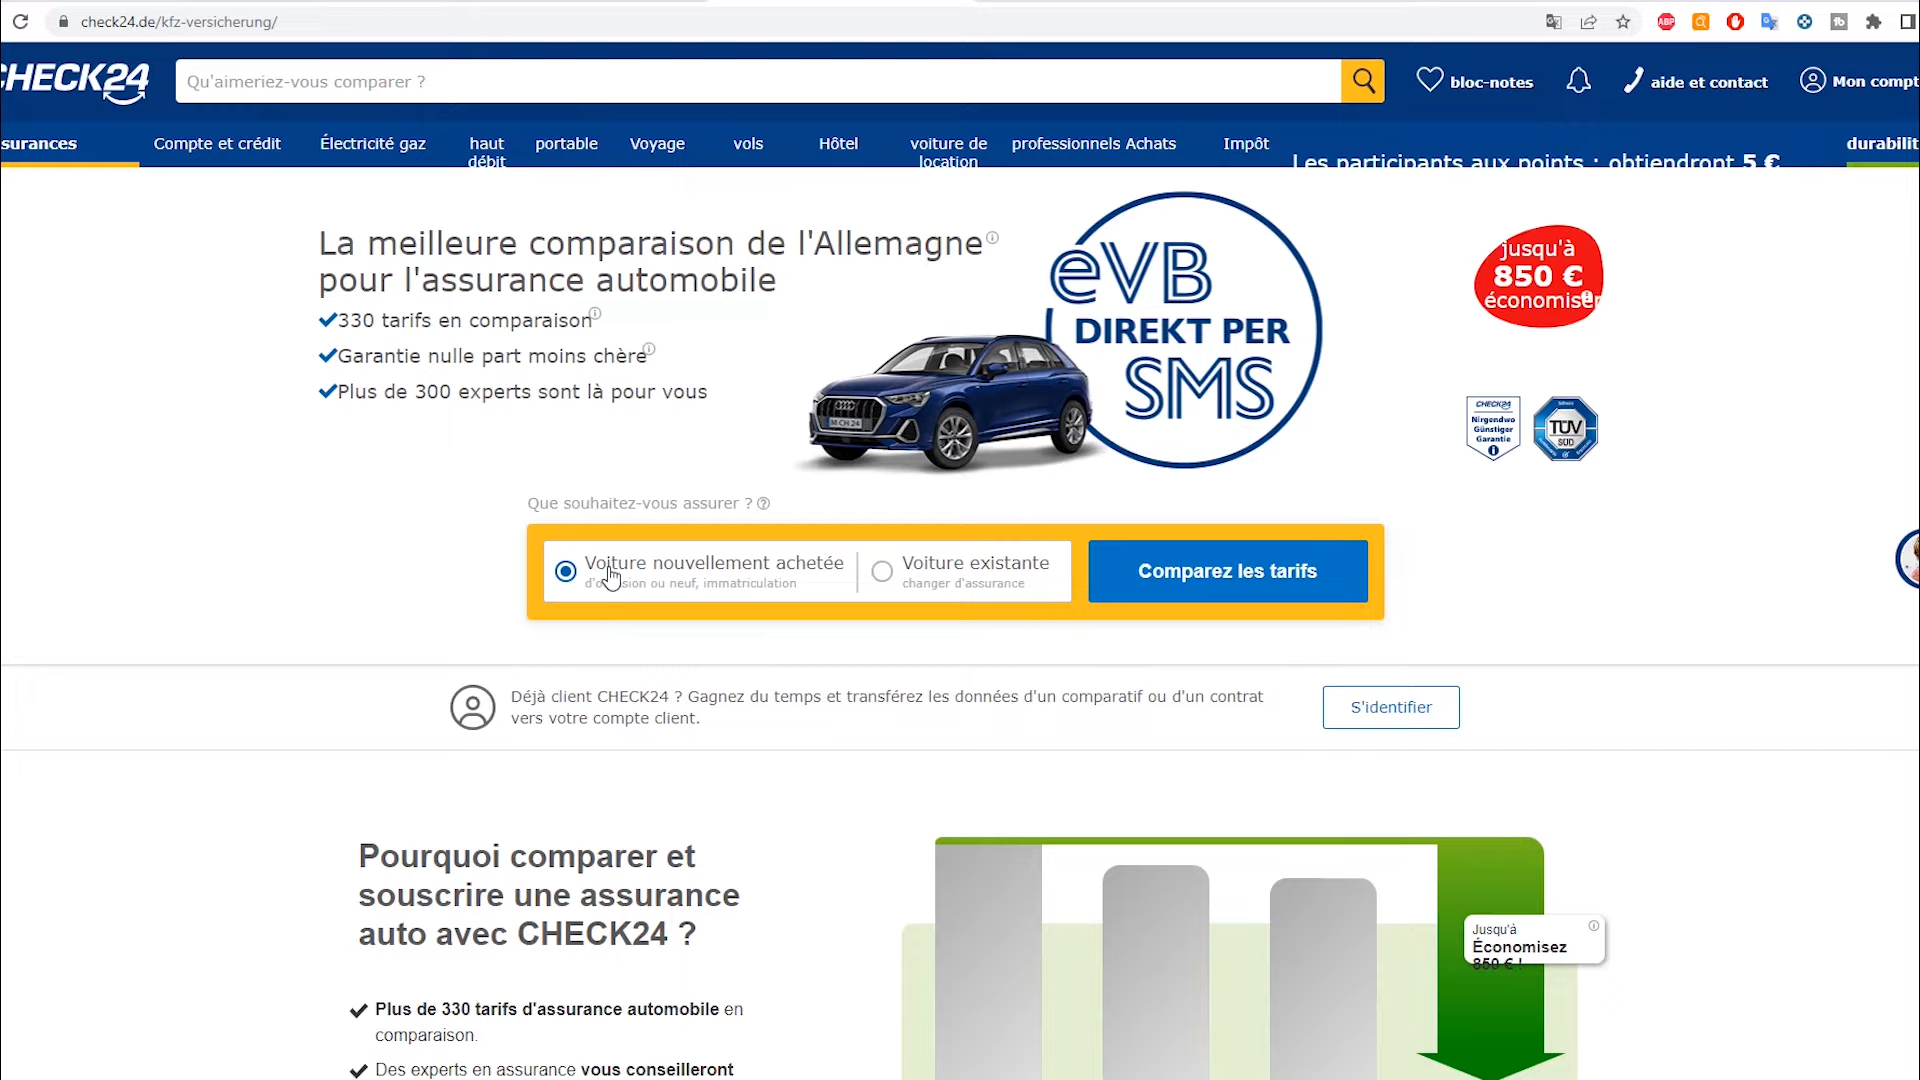 check24.de/kfz-versicherung/
CHECK24
Qu'aimeriez-vous comparer ?
bloc-notes
aide et contact
Mon compt
surances
Compte et crédit
Électricité gaz
haut
débit
portable
Voyage
vols
Hôtel
voiture de
location
professionnels Achats
Impôt
Les participants aux points : obtiendront 5 €
durabilit
La meilleure comparaison de l'Allemagne
pour l'assurance automobile
330 tarifs en comparaison
Garantie nulle part moins chère
Plus de 300 experts sont là pour vous
eVB
DIREKT PER
SMS
M CH 24
jusqu'à
850 €
économiser
CHECK24
Nirgendwo
Günstiger
Garantie
TÜV
SÜD
Que souhaitez-vous assurer ?
Voiture nouvellement achetée
d'occasion ou neuf, immatriculation
Voiture existante
changer d'assurance
Comparez les tarifs
Déjà client CHECK24 ? Gagnez du temps et transférez les données d'un comparatif ou d'un contrat
vers votre compte client.
S'identifier
Pourquoi comparer et
souscrire une assurance
auto avec CHECK24 ?
Plus de 330 tarifs d'assurance automobile en
comparaison.
Des experts en assurance vous conseilleront
Jusqu'à
Économisez
850 € !